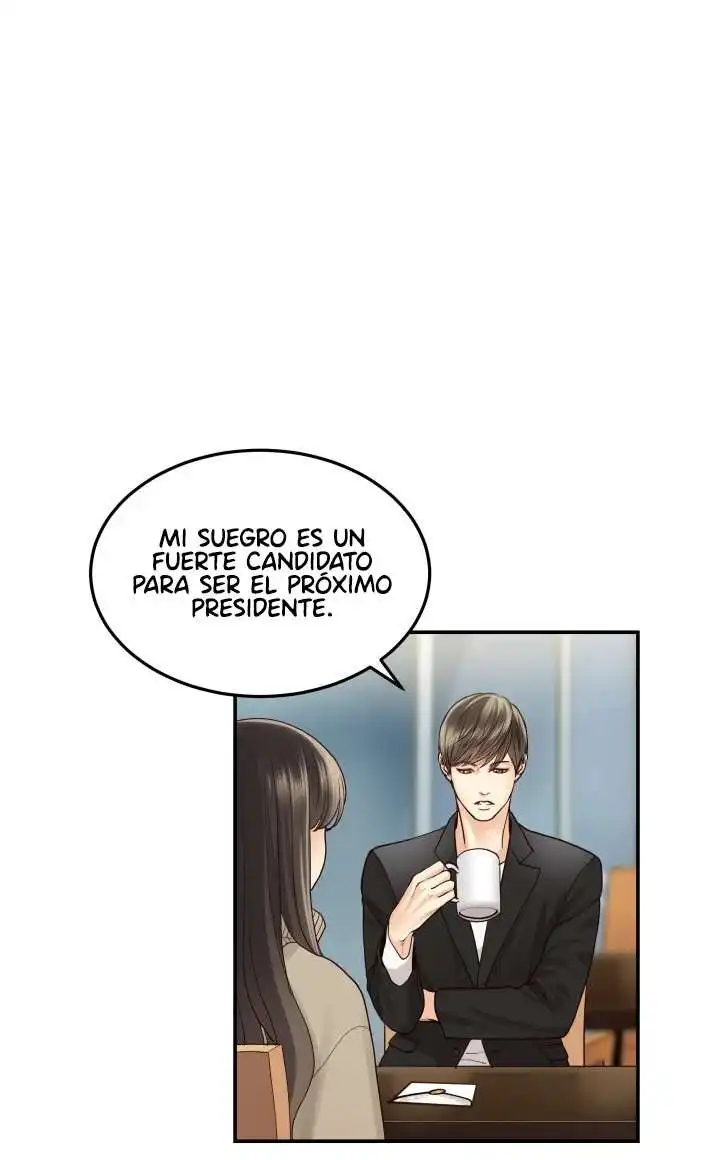 MI SUEGRO ES UN
FUERTE CANDIDATO
PARA SER EL PRÓXIMO
PRESIDENTE.